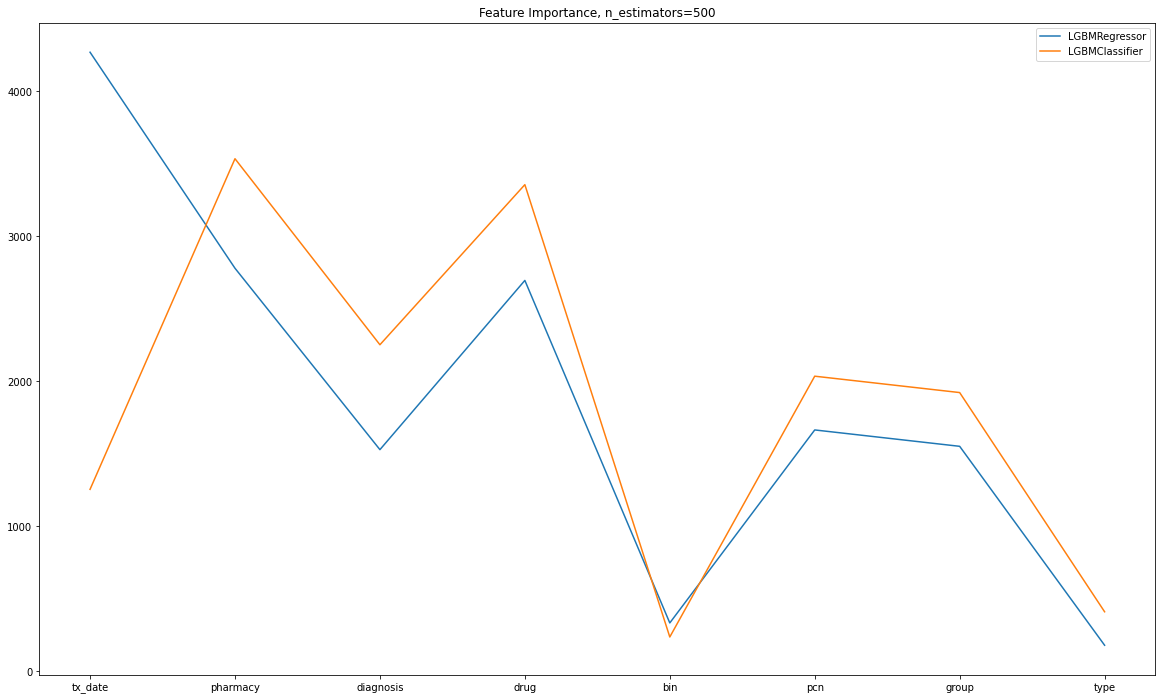 Feature Importance, n_estimators=500
LGBMRegressor
LGBMClassifier
4000
3000
2000
1000
0
tx_date pharmacy diagnosis drug bin pcn group type